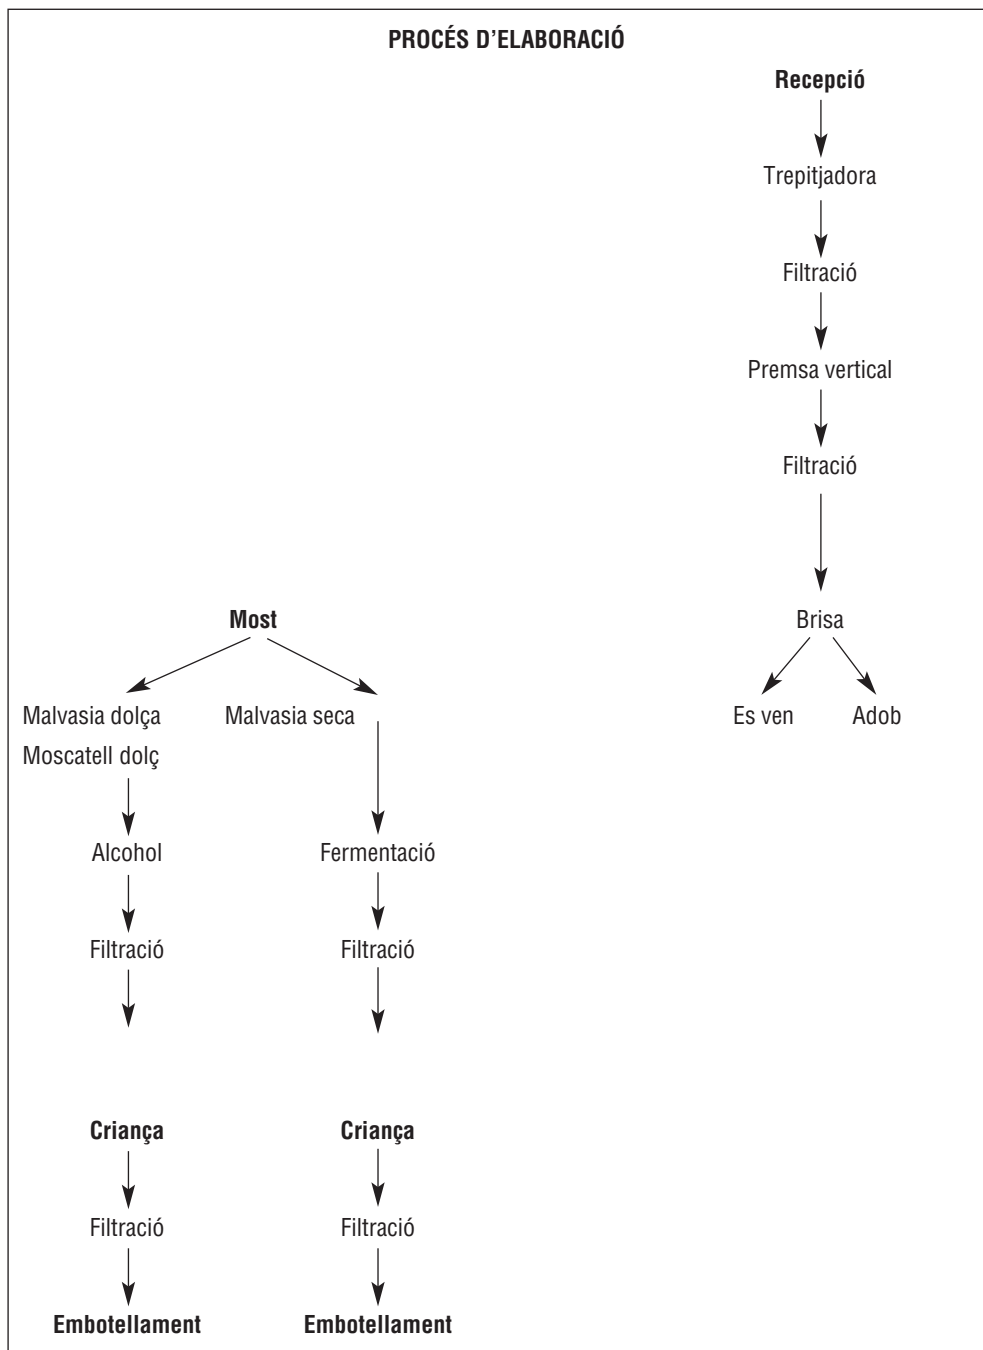 PROCÉS D'ELABORACIÓ
Recepció
Trepitjadora
Filtració
Premsa vertical
Filtració
Most
Brisa
Malvasia dolça
Malvasia seca
Es ven
Adob
Moscatell dolç
Alcohol
Fermentació
Filtració
Filtració
Criança
Criança
Filtració
Filtració
Embotellament
Embotellament